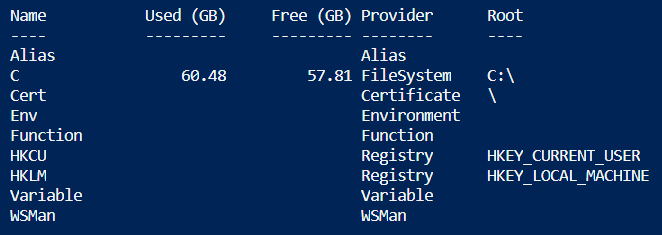 Name Used (GB) Free (GB) Provider Root
---- --------- --------- -------- ----
Alias Alias
C 60.48 57.81 FileSystem C:\
Cert Certificate \
Env Environment
Function Function
HKCU Registry HKEY_CURRENT_USER
HKLM Registry HKEY_LOCAL_MACHINE
Variable Variable
WSMan WSMan